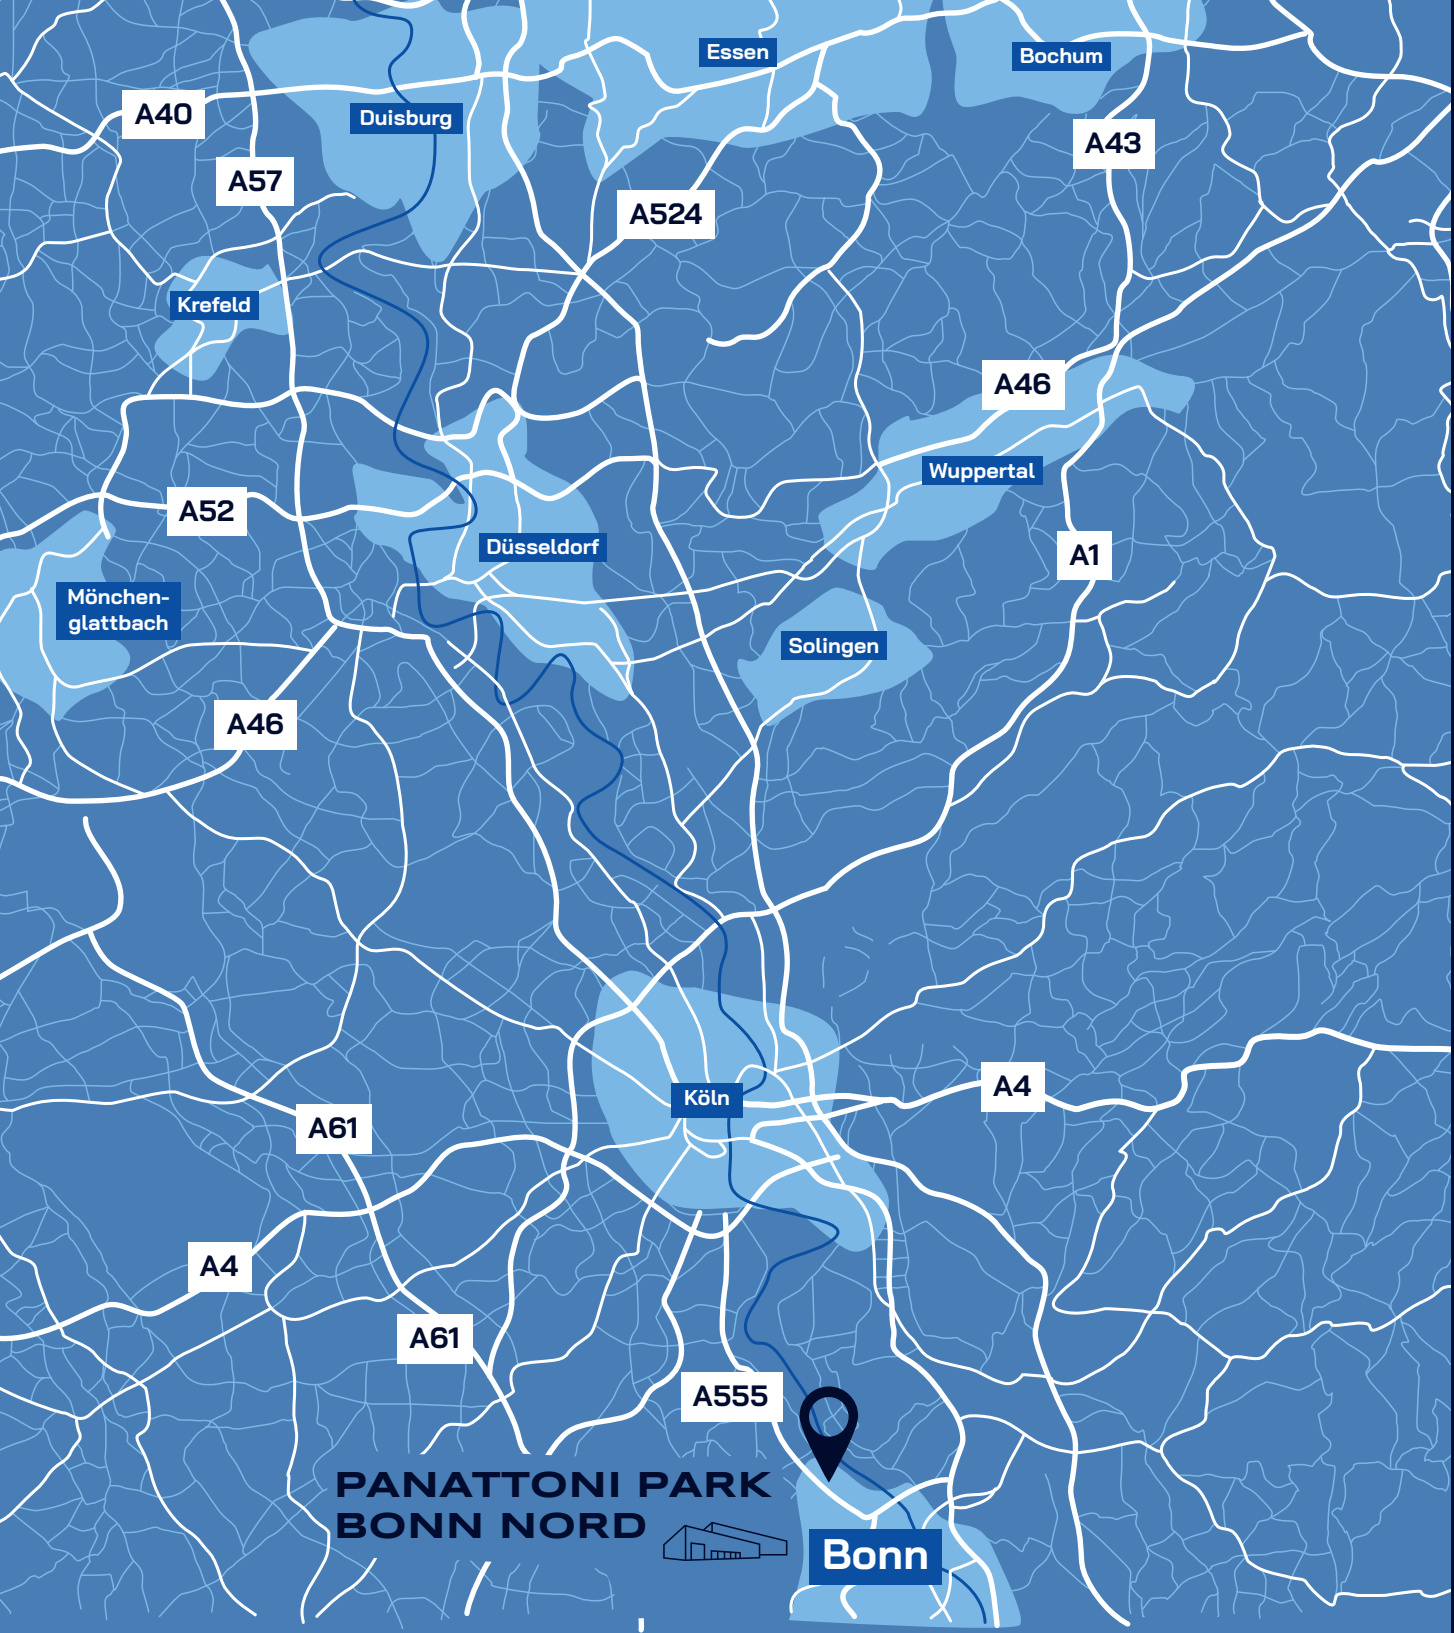 Essen
Bochum
A40
Duisburg
A43
A57
A524
Krefeld
A46
Wuppertal
A52
Düsseldorf
A1
Mönchen-
glattbach
Solingen
A46
Köln
A4
A61
A4
A61
A555
PANATTONI PARK
BONN NORD
Bonn